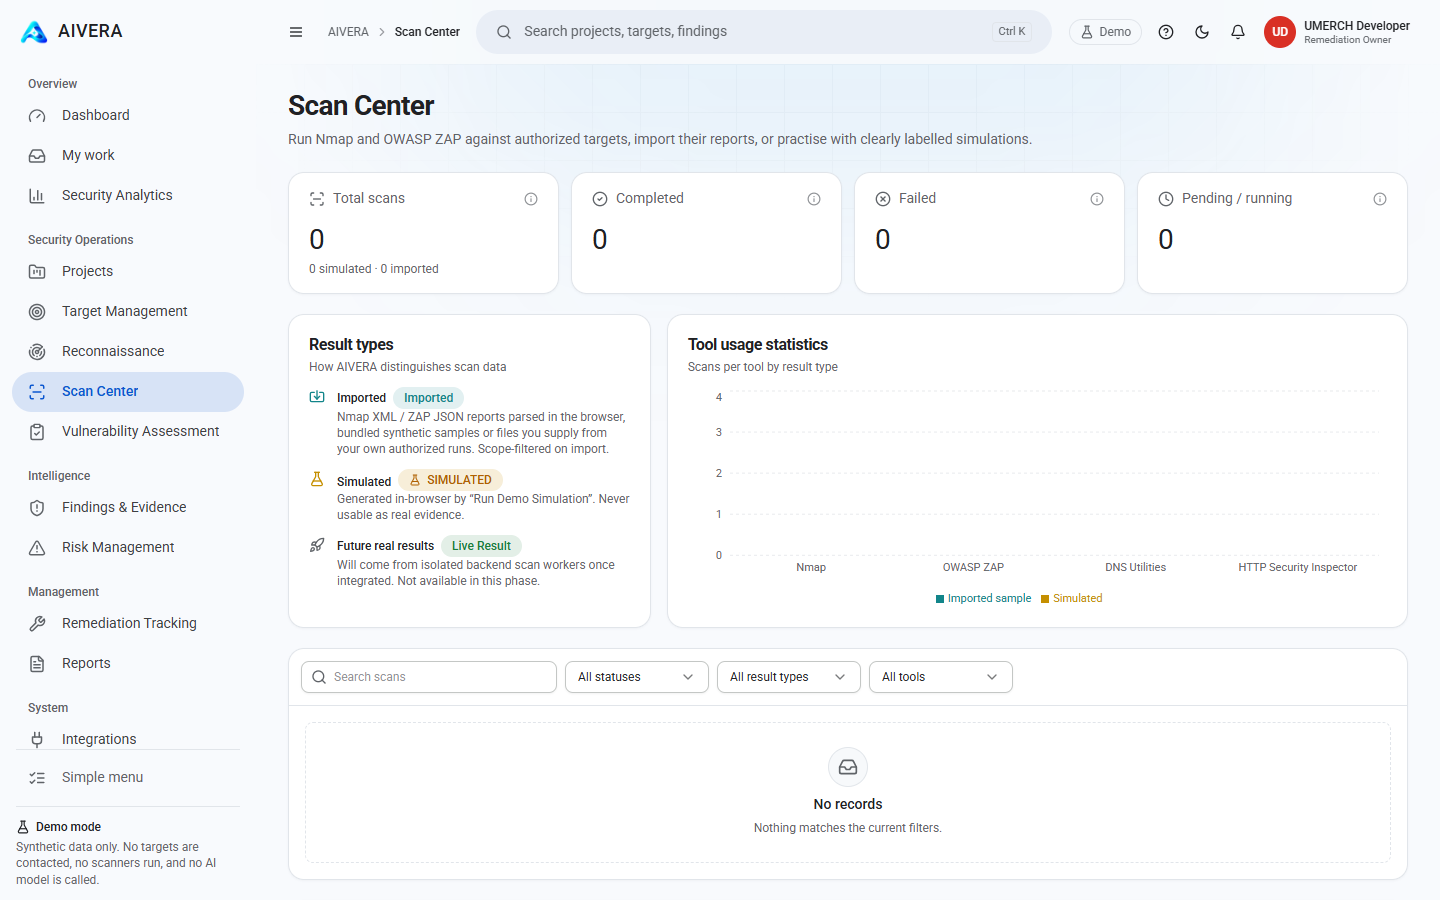 AIVERA
AIVERA > Scan Center
Search projects, targets, findings
Ctrl K
Demo
UD
UMERCH Developer
Remediation Owner
Overview
Dashboard
My work
Security Analytics
Security Operations
Projects
Target Management
Reconnaissance
Scan Center
Vulnerability Assessment
Intelligence
Findings & Evidence
Risk Management
Management
Remediation Tracking
Reports
System
Integrations
Simple menu
Demo mode
Synthetic data only. No targets are
contacted, no scanners run, and no AI
model is called.
Scan Center
Run Nmap and OWASP ZAP against authorized targets, import their reports, or practise with clearly labelled simulations.
Total scans
0
0 simulated · 0 imported
Completed
0
Failed
0
Pending / running
0
Result types
How AIVERA distinguishes scan data
Imported Imported
Nmap XML / ZAP JSON reports parsed in the browser,
bundled synthetic samples or files you supply from
your own authorized runs. Scope-filtered on import.
Simulated SIMULATED
Generated in-browser by “Run Demo Simulation”. Never
usable as real evidence.
Future real results Live Result
Will come from isolated backend scan workers once
integrated. Not available in this phase.
Tool usage statistics
Scans per tool by result type
4
3
2
1
0
Nmap OWASP ZAP DNS Utilities HTTP Security Inspector
Imported sample Simulated
Search scans
All statuses
All result types
All tools
No records
Nothing matches the current filters.